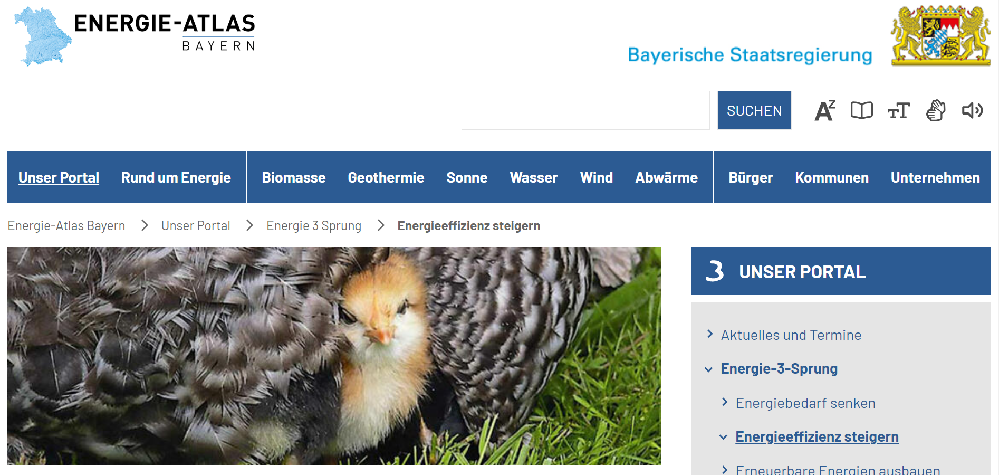 ENERGIE-ATLAS
BAYERN
Bayerische Staatsregierung
SUCHEN
Unser Portal Rund um Energie Biomasse Geothermie Sonne Wasser Wind Abwärme Bürger Kommunen Unternehmen
Energie-Atlas Bayern > Unser Portal > Energie 3 Sprung > Energieeffizienz steigern
3 UNSER PORTAL
Aktuelles und Termine
Energie-3-Sprung
Energiebedarf senken
Energieeffizienz steigern
Erneuerbare Energien ausbauen